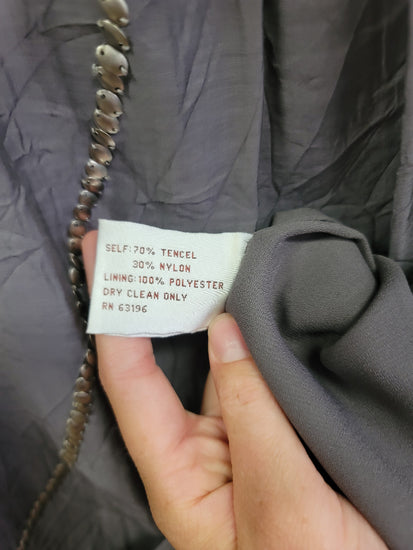 SELF:70% TENCEL
30% NYLON
LINING:100% POLYESTER
DRY CLEAN ONLY
RN 63196